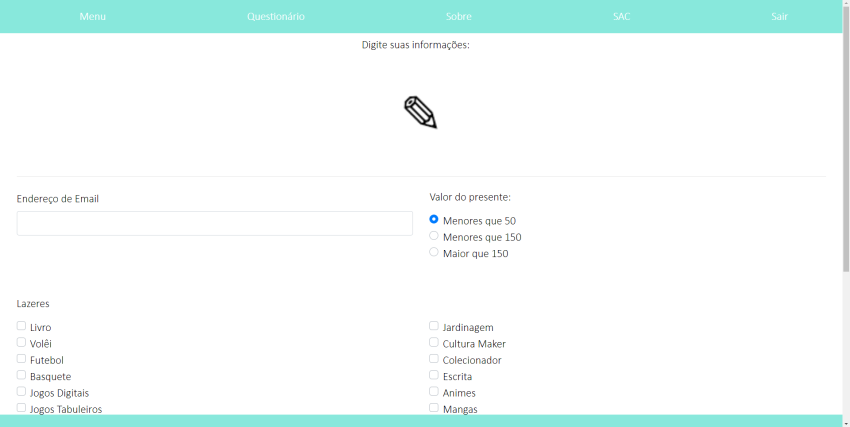 Menu Questionário Sobre SAC Sair
Digite suas informações:
Endereço de Email
Valor do presente:
Menores que 50
Menores que 150
Maior que 150
Lazeres
Livro
Volêi
Futebol
Basquete
Jogos Digitais
Jogos Tabuleiros
Jardinagem
Cultura Maker
Colecionador
Escrita
Animes
Mangas